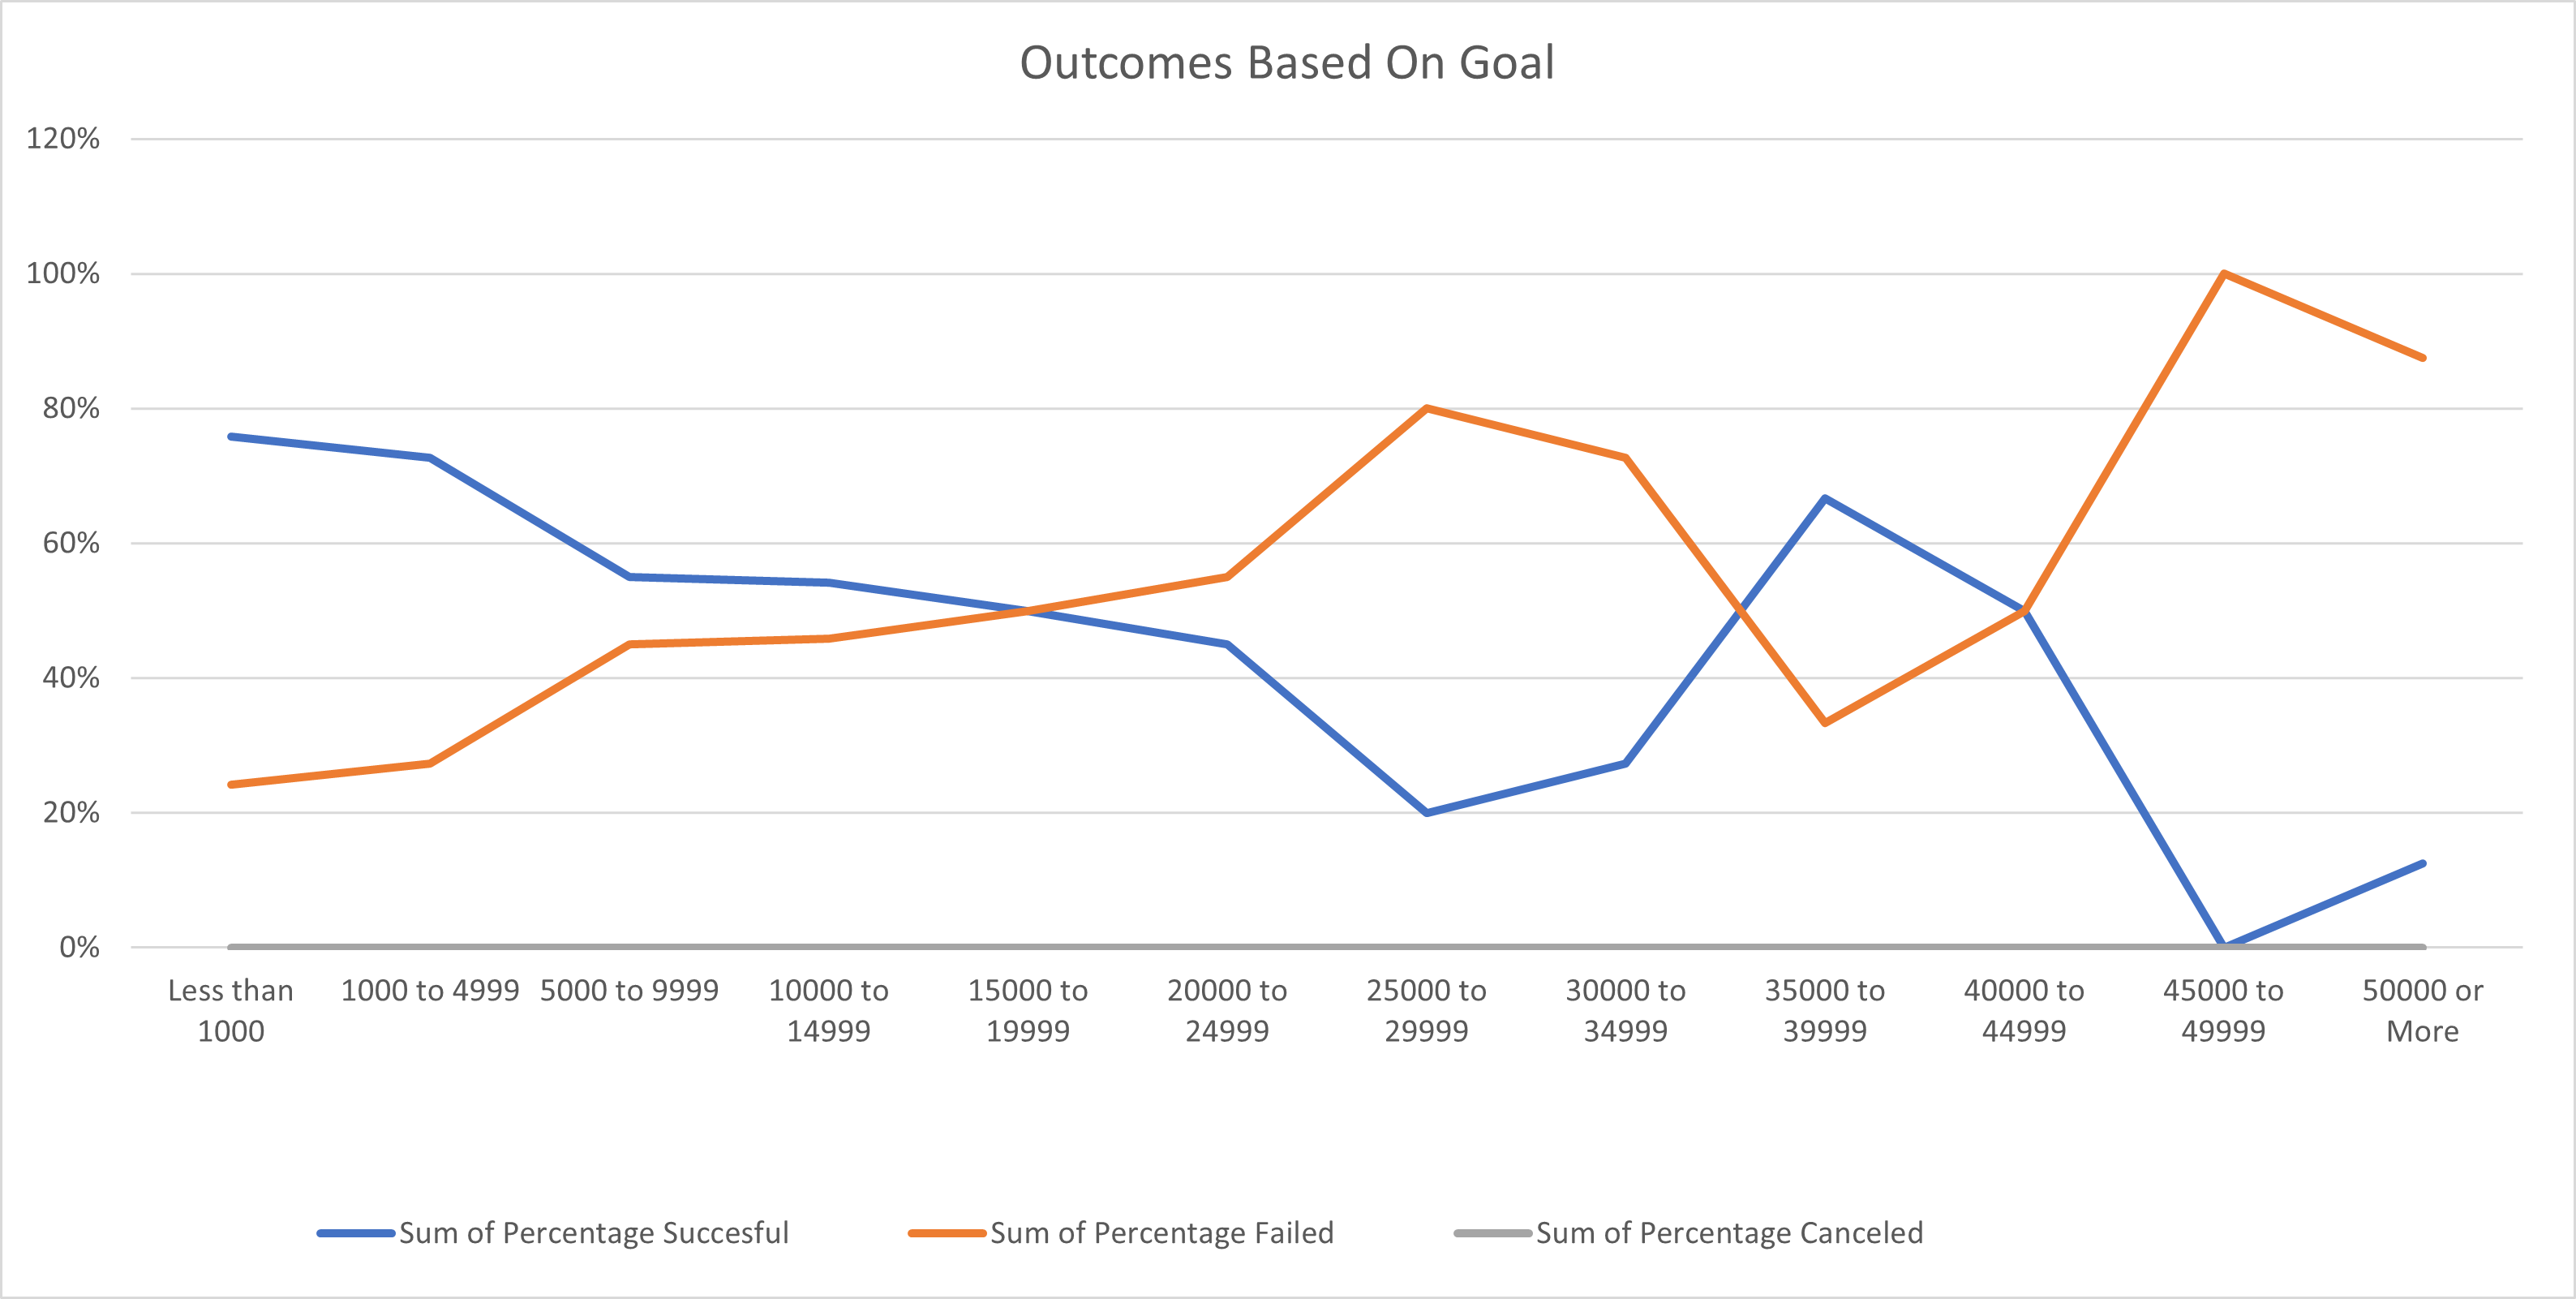 Outcomes Based On Goal
120%
100%
80%
60%
40%
20%
0%
Less than
1000
1000 to 4999
5000 to 9999
10000 to
14999
15000 to
19999
20000 to
24999
25000 to
29999
30000 to
34999
35000 to
39999
40000 to
44999
45000 to
49999
50000 or
More
Sum of Percentage Succesful
Sum of Percentage Failed
Sum of Percentage Canceled